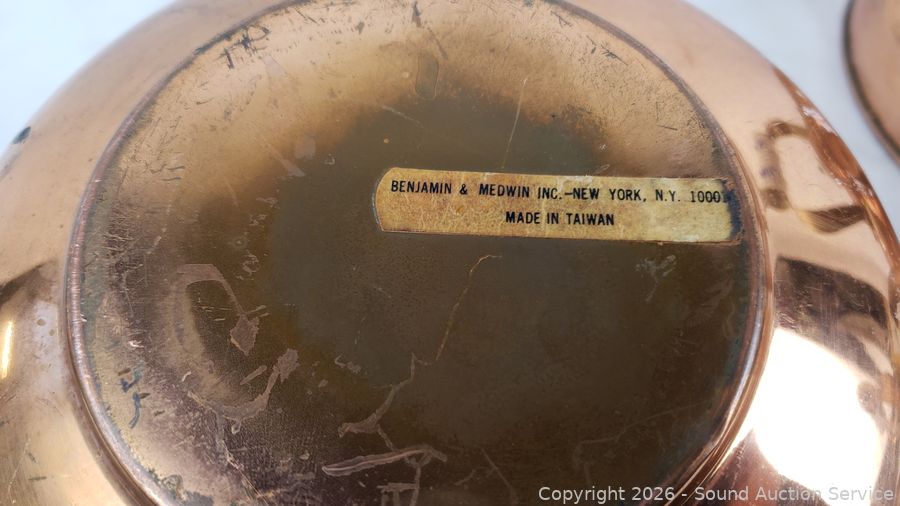 BENJAMIN & MEDWIN INC.-NEW YORK, N.Y. 1000
MADE IN TAIWAN
Copyright 2026 - Sound Auction Service